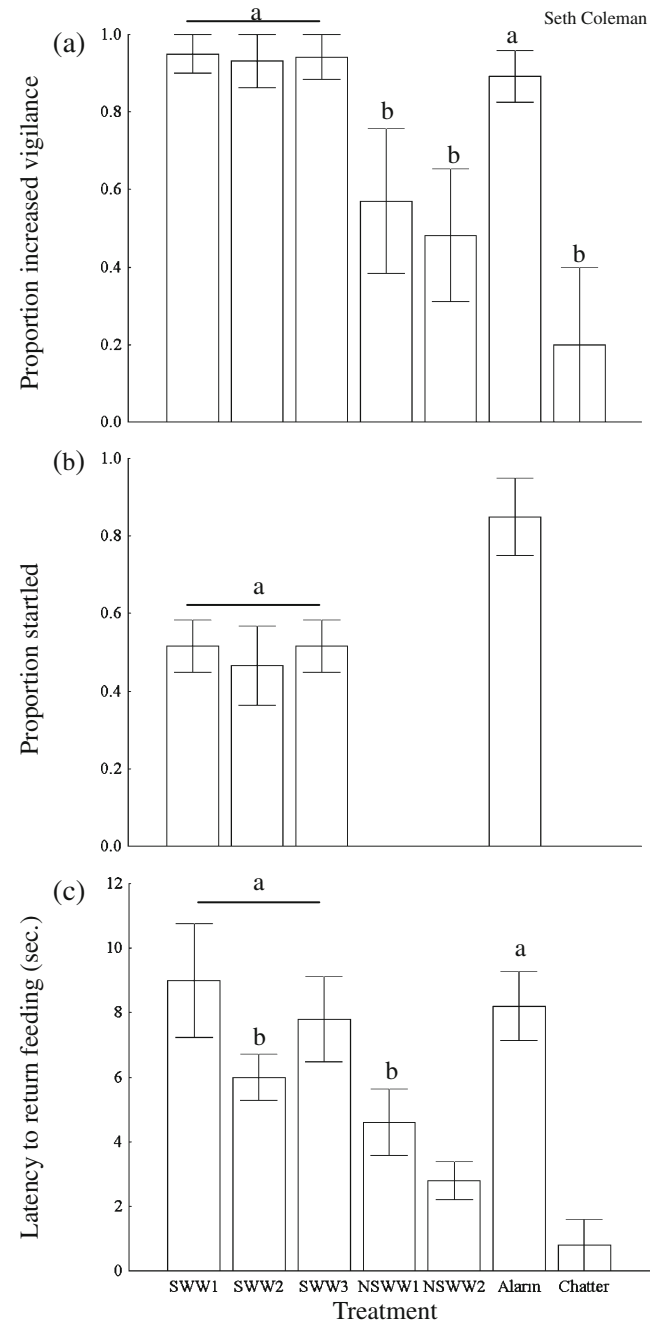 Seth Coleman
(a)
a
a
b
b
b
1.0
0.8
0.6
0.4
0.2
0.0
Proportion increased vigilance
(b)
a
1.0
0.8
0.6
0.4
0.2
0.0
Proportion startled
(c)
a
a
b
b
12
10
8
6
4
2
0
Latency to return feeding (sec.)
SWW1 SWW2 SWW3 NSWW1 NSWW2 Alarm Chatter
Treatment